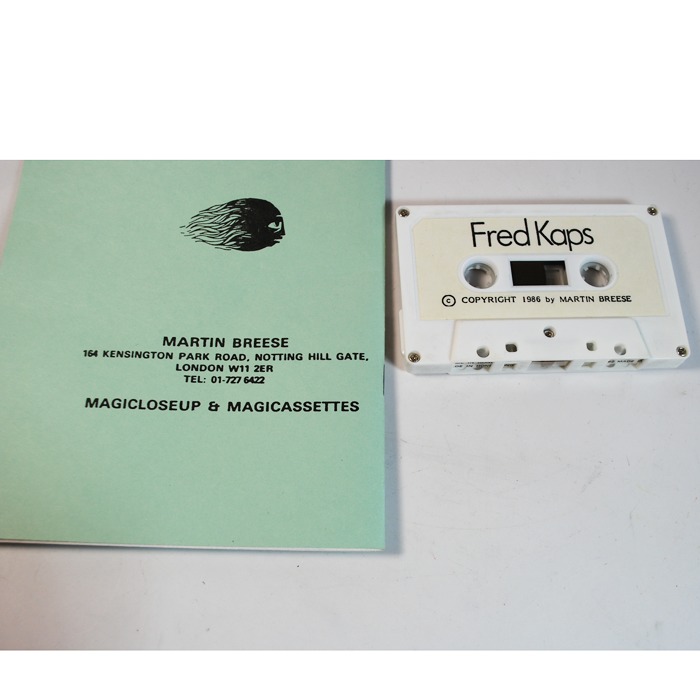 MARTIN BREESE
164 KENSINGTON PARK ROAD, NOTTING HILL GATE,
LONDON W11 2ER
TEL: 01-727 6422
MAGICLOSEUP & MAGICASSETTES
Fred Kaps
© COPYRIGHT 1986 by MARTIN BREESE